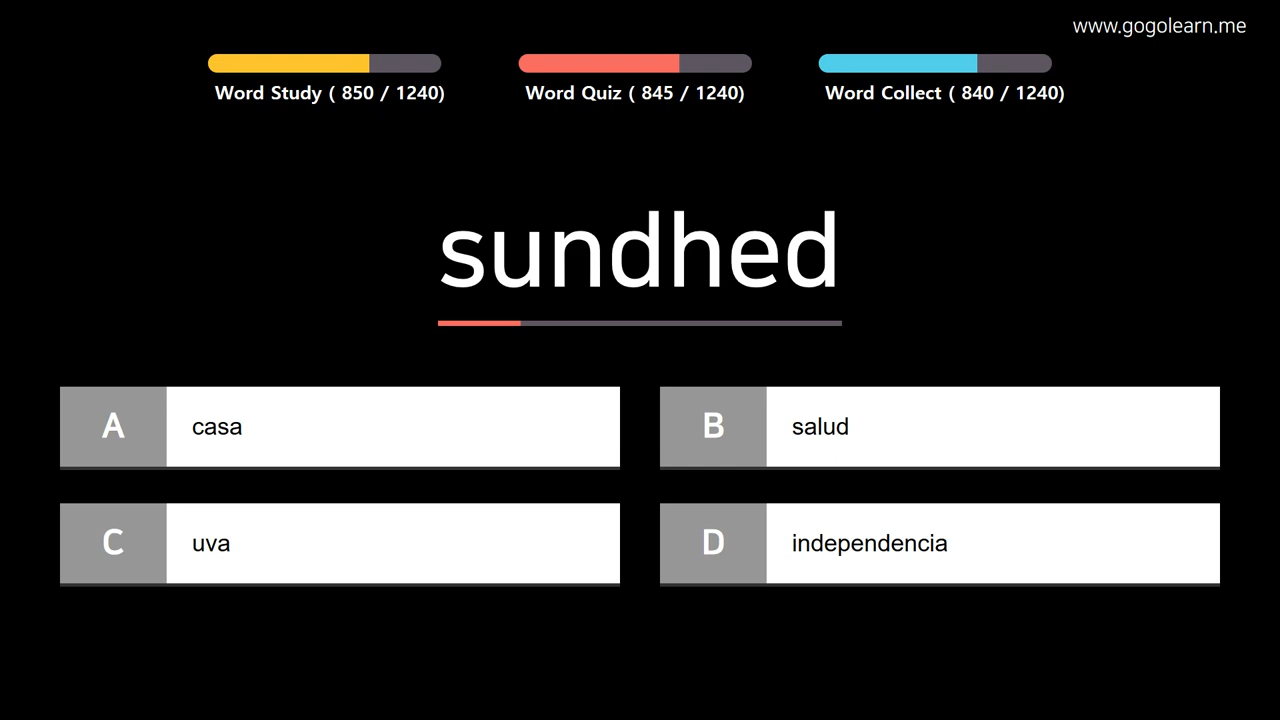 www.gogolearn.me
Word Study ( 850 / 1240)
Word Quiz ( 845 / 1240)
Word Collect ( 840 / 1240)
sundhed
A casa
B salud
C uva
D independencia